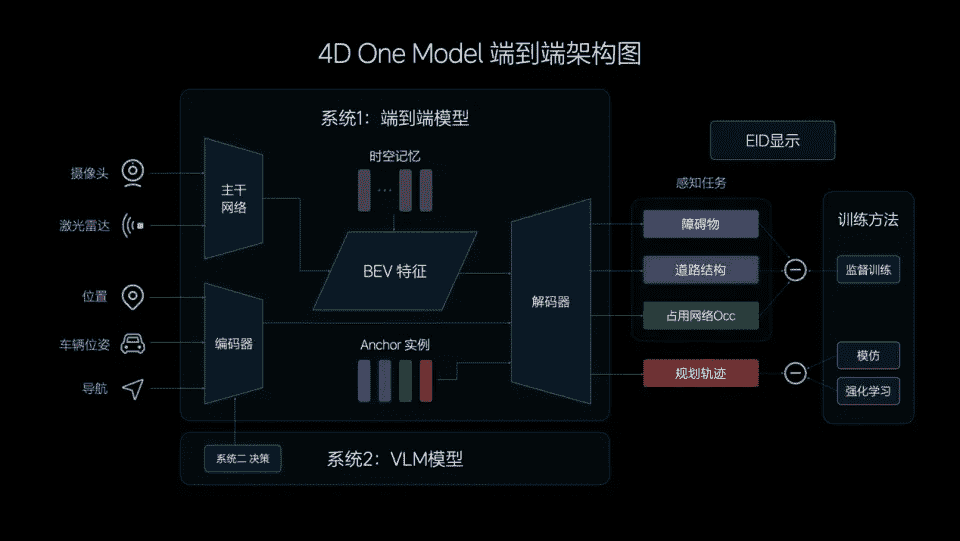 4D One Model 端到端架构图
系统1：端到端模型
EID显示
时空记忆
摄像头
主干
网络
感知任务
激光雷达
障碍物
训练方法
BEV 特征
道路结构
监督训练
位置
解码器
占用网络Occ
车辆位姿
编码器
Anchor 实例
模仿
导航
规划轨迹
强化学习
系统二 决策
系统2：VLM模型